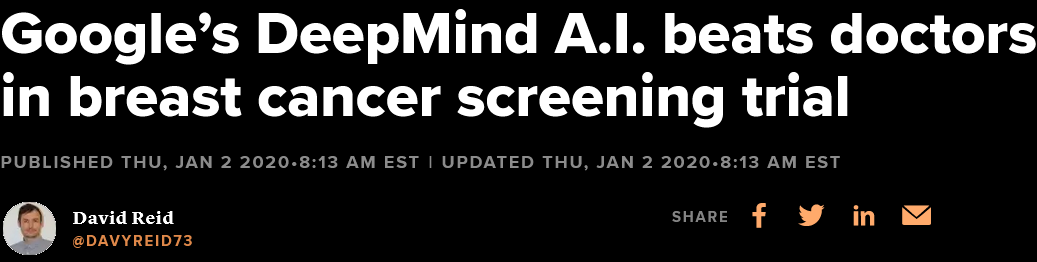 Google’s DeepMind A.I. beats doctors
in breast cancer screening trial
PUBLISHED THU, JAN 2 2020•8:13 AM EST | UPDATED THU, JAN 2 2020•8:13 AM EST
David Reid
@DAVYREID73
SHARE